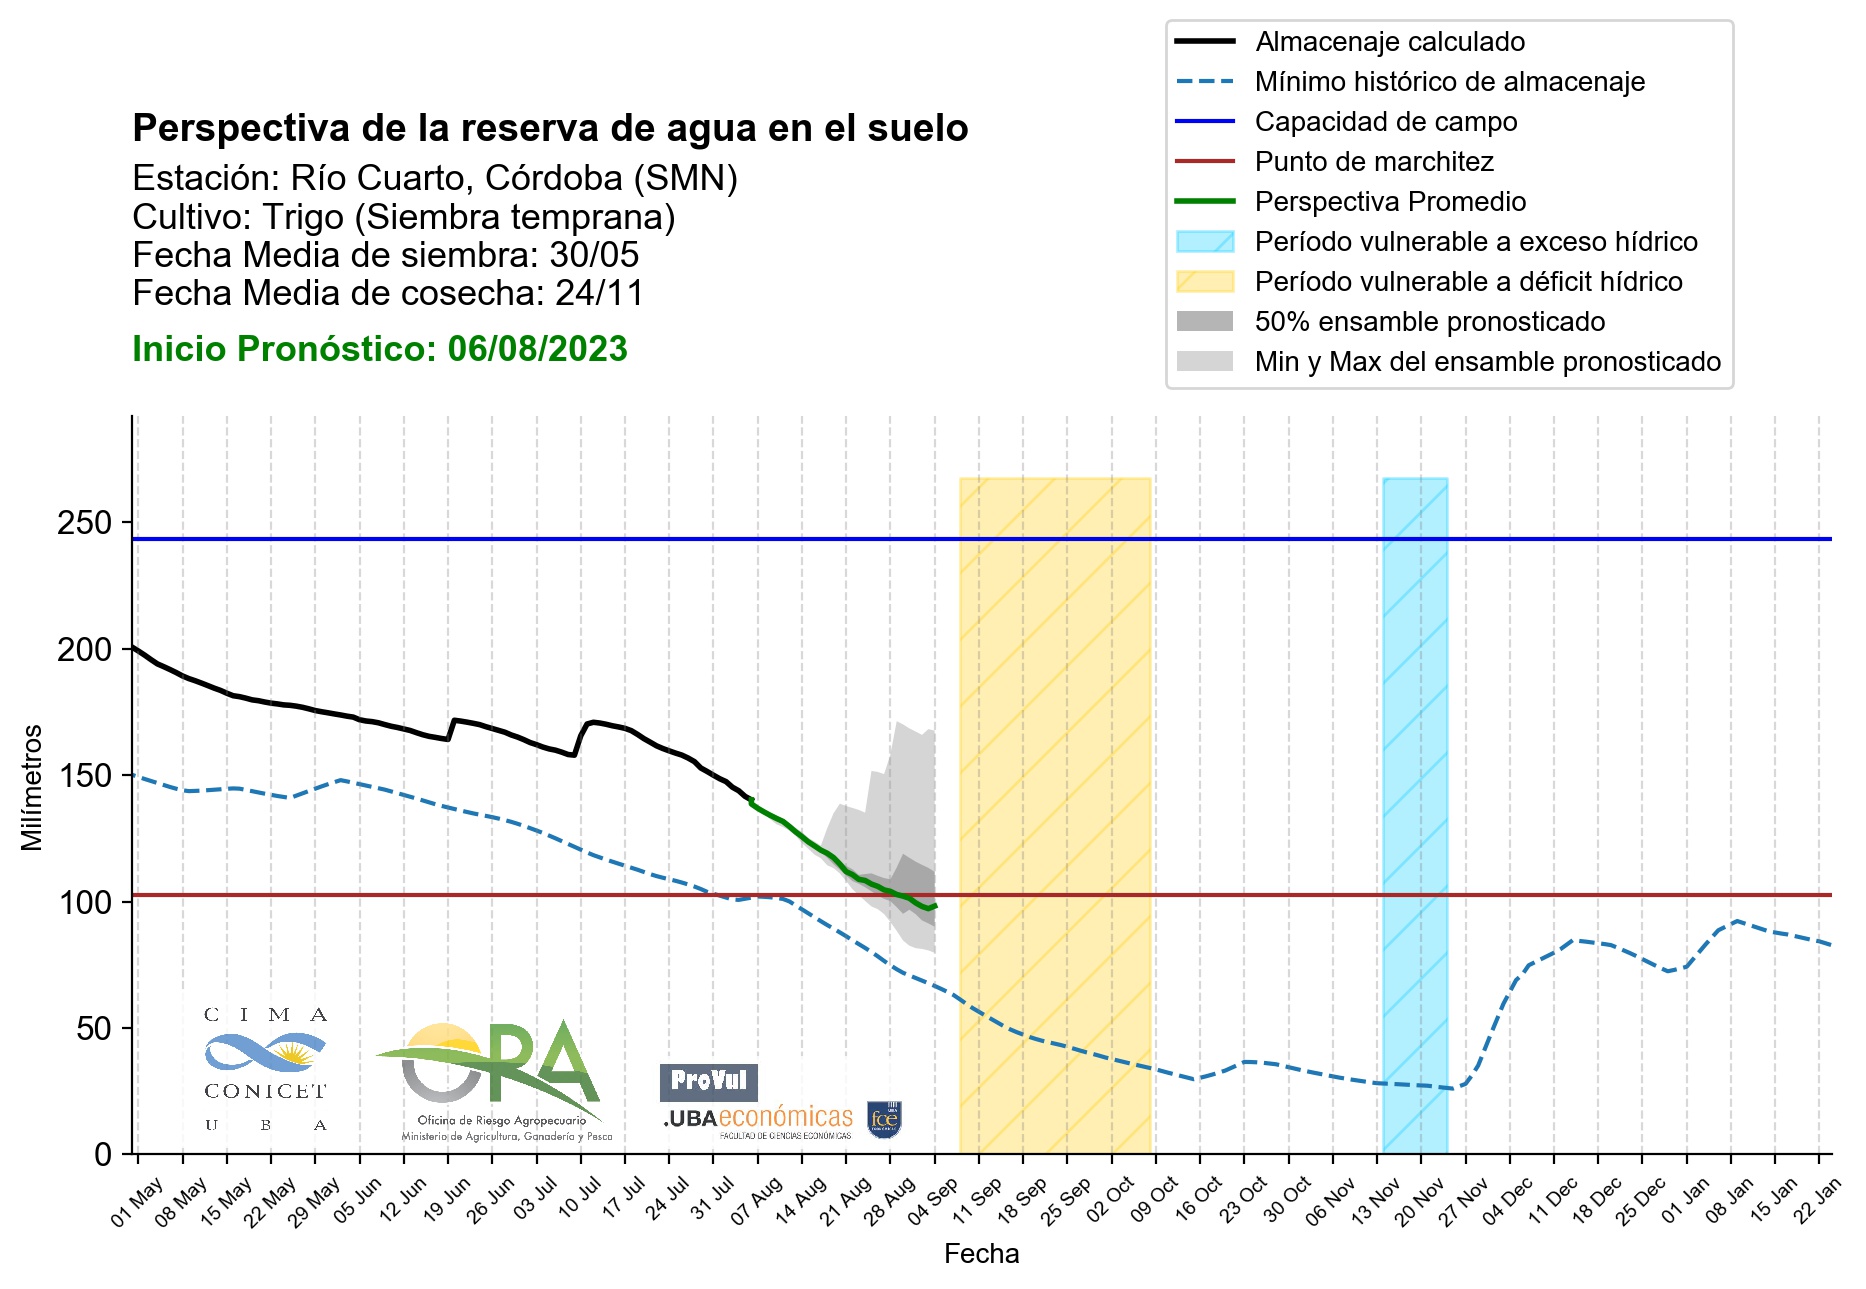 Almacenaje calculado
Mínimo histórico de almacenaje
Capacidad de campo
Punto de marchitez
Perspectiva Promedio
Período vulnerable a exceso hídrico
Período vulnerable a déficit hídrico
50% ensamble pronosticado
Min y Max del ensamble pronosticado
Perspectiva de la reserva de agua en el suelo
Estación: Río Cuarto, Córdoba (SMN)
Cultivo: Trigo (Siembra temprana)
Fecha Media de siembra: 30/05
Fecha Media de cosecha: 24/11
Inicio Pronóstico: 06/08/2023
Milímetros
250
200
150
100
50
0
CIMA
CONICET
UBA
ORA
Oficina de Riesgo Agropecuario
Ministerio de Agricultura, Ganadería y Pesca
ProVul
.UBAeconómicas
FACULTAD DE CIENCIAS ECONÓMICAS
fce
01 May 08 May 15 May 22 May 29 May 05 Jun 12 Jun 19 Jun 26 Jun 03 Jul 10 Jul 17 Jul 24 Jul 31 Jul 07 Aug 14 Aug 21 Aug 28 Aug 04 Sep 11 Sep 18 Sep 25 Sep 02 Oct 09 Oct 16 Oct 23 Oct 30 Oct 06 Nov 13 Nov 20 Nov 27 Nov 04 Dec 11 Dec 18 Dec 25 Dec 01 Jan 08 Jan 15 Jan 22 Jan
Fecha